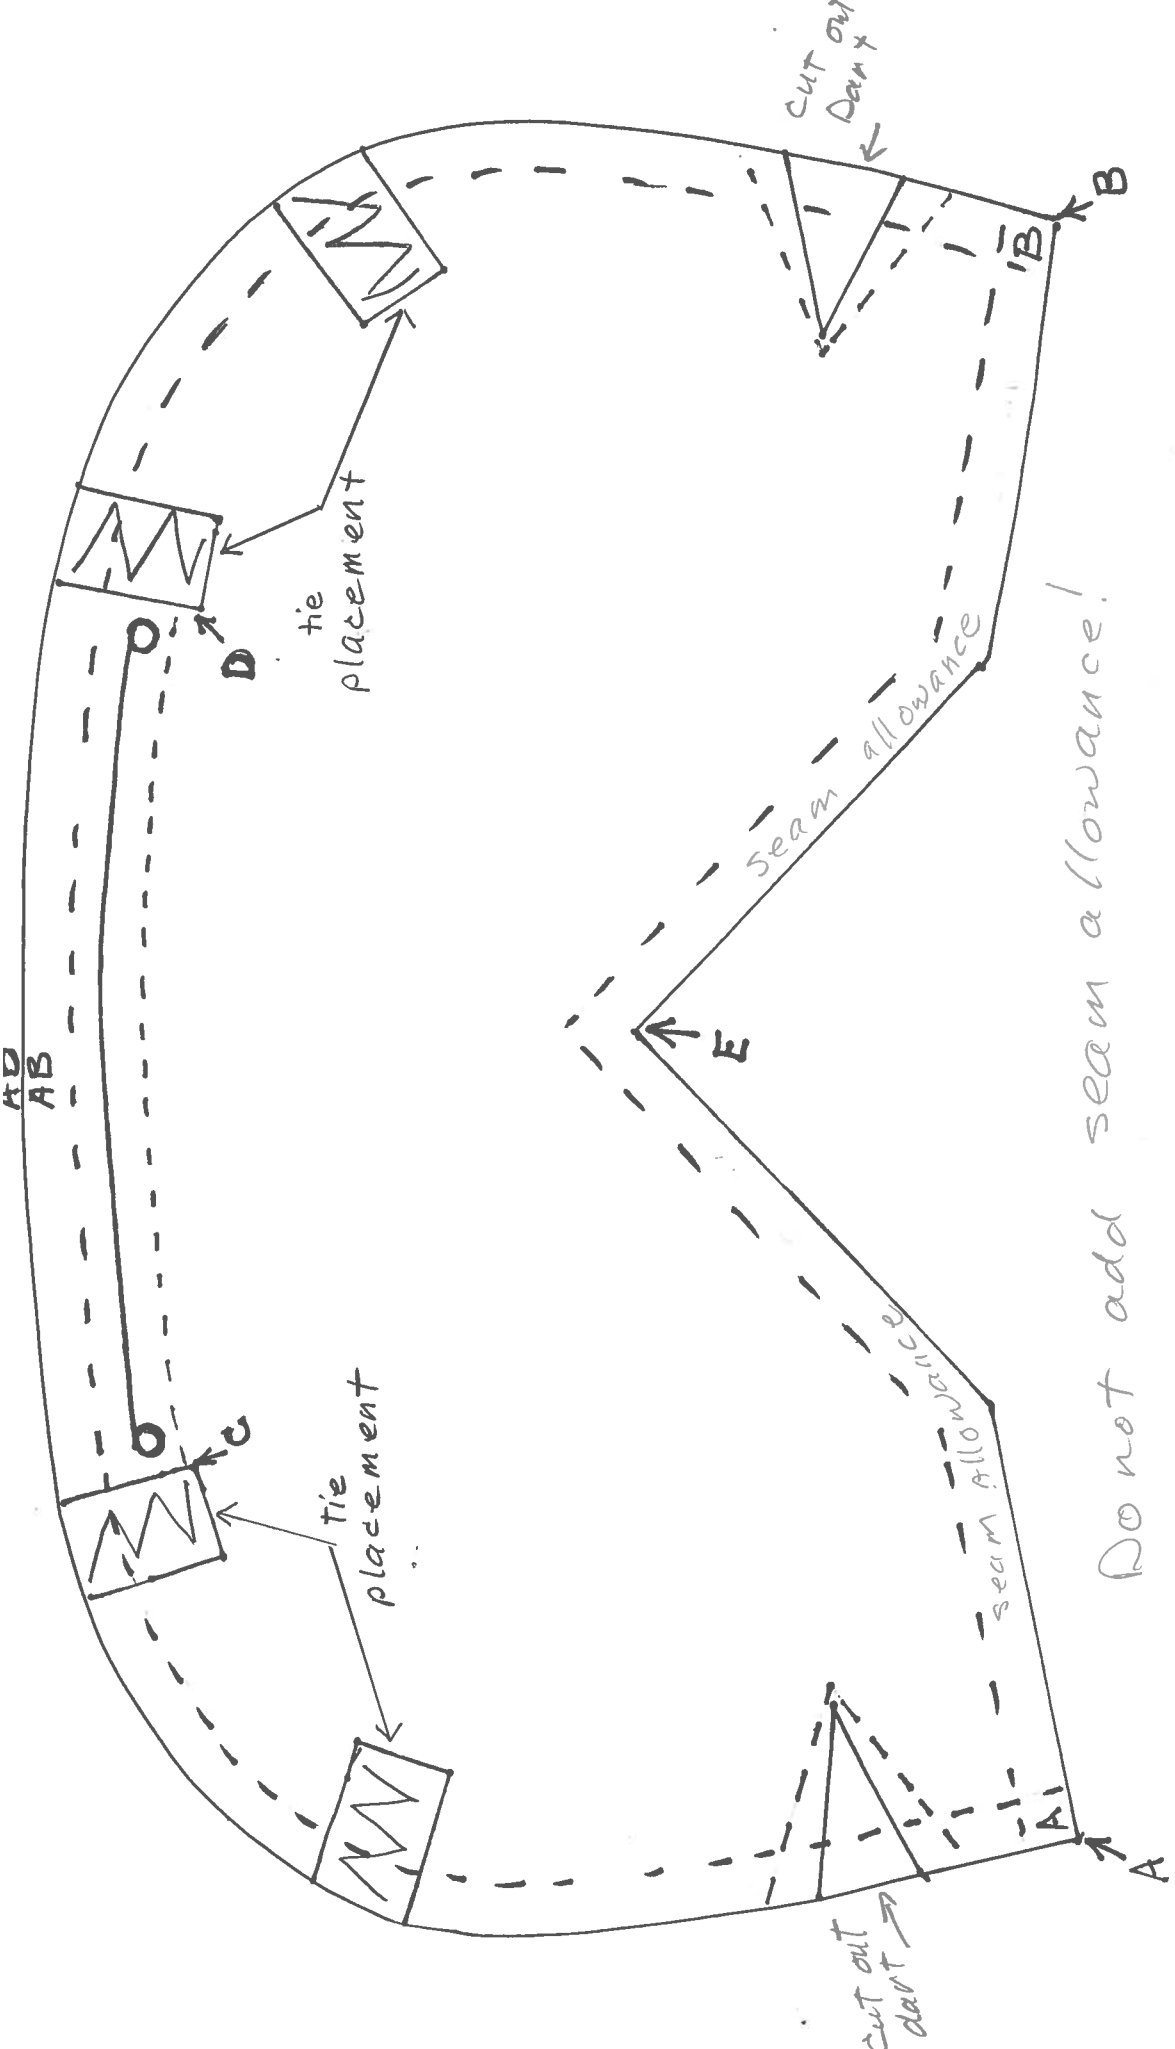 AB
C
D
tie
placement
tie
placement
E
cut out
dart
cut out
Dart
seam allowance
seam Allowance
A
B
A
B
Do not add seam allowance!